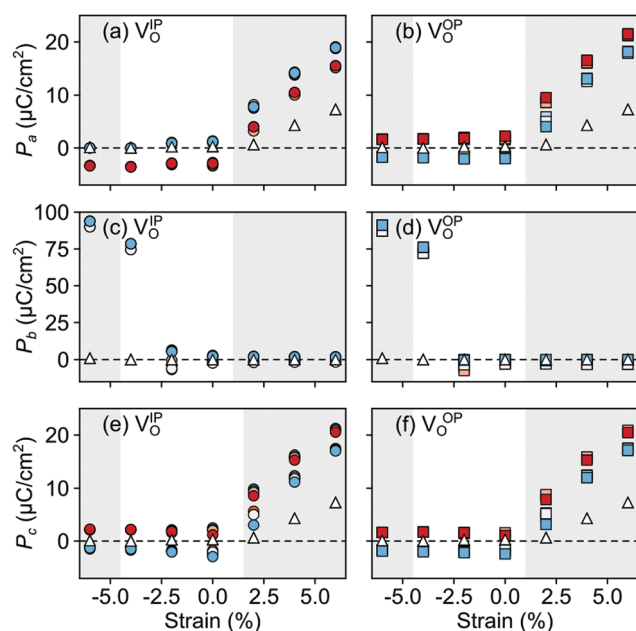 (a) V_O^IP
(b) V_O^OP
P_a (μC/cm²)
20
10
0
(c) V_O^IP
(d) V_O^OP
P_b (μC/cm²)
100
75
50
25
0
(e) V_O^IP
(f) V_O^OP
P_c (μC/cm²)
20
10
0
-5.0 -2.5 0.0 2.5 5.0
-5.0 -2.5 0.0 2.5 5.0
Strain (%)
Strain (%)